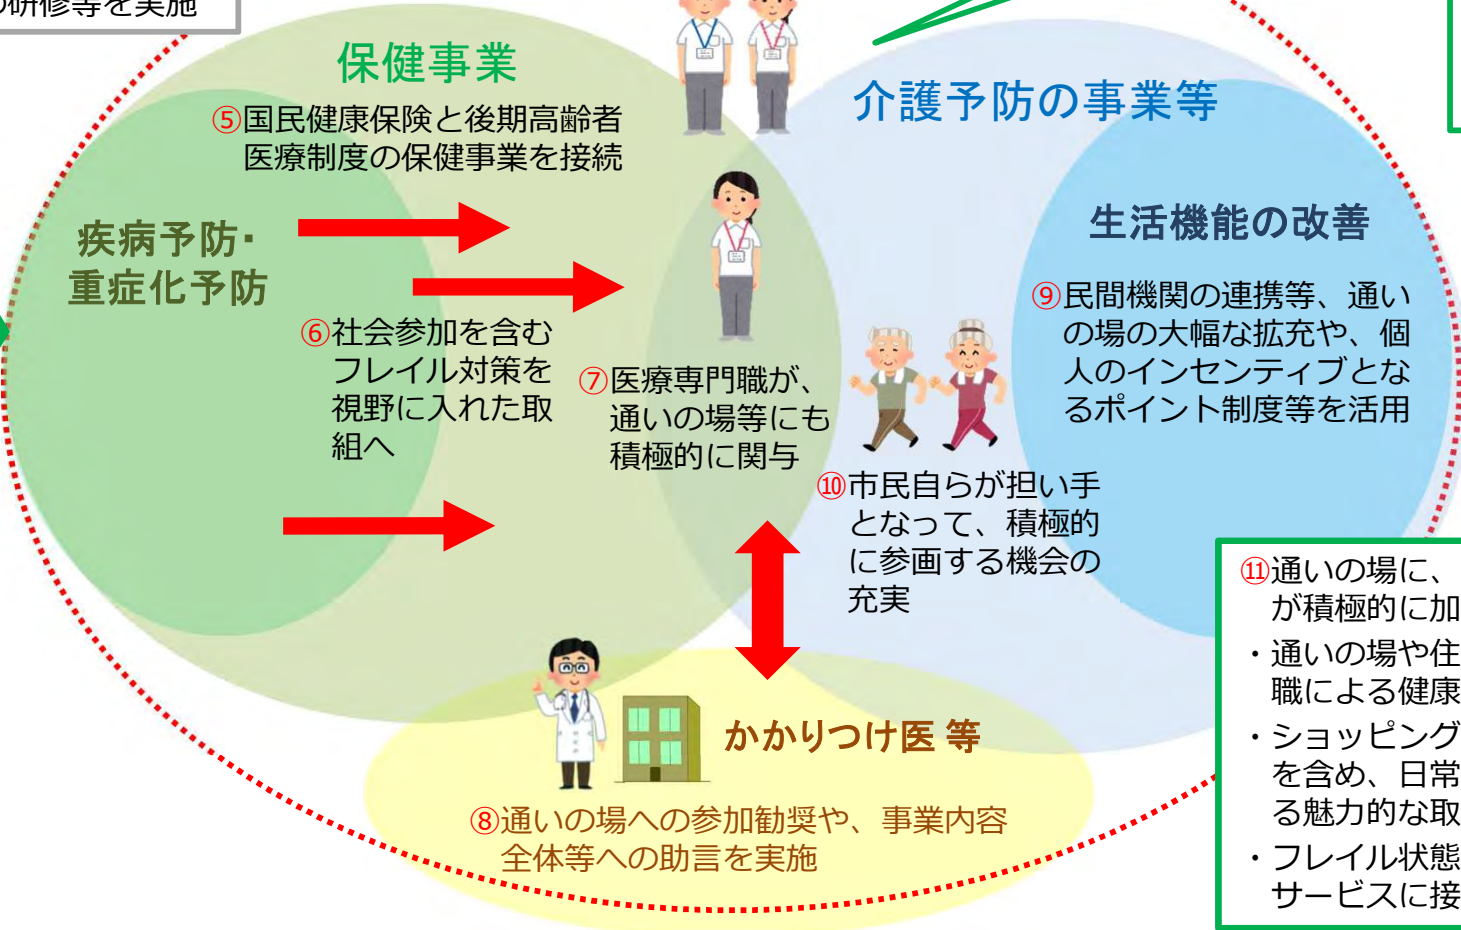 の研修等を実施
保健事業
⑤国民健康保険と後期高齢者
医療制度の保健事業を接続
介護予防の事業等
疾病予防・
重症化予防
生活機能の改善
⑥社会参加を含む
フレイル対策を
視野に入れた取
組へ
⑦医療専門職が、
通いの場等にも
積極的に関与
⑨民間機関の連携等、通い
の場の大幅な拡充や、個
人のインセンティブとな
るポイント制度等を活用
⑩市民自らが担い手
となって、積極的
に参画する機会の
充実
かかりつけ医 等
⑧通いの場への参加勧奨や、事業内容
全体等への助言を実施
⑪通いの場に、
が積極的に加
・通いの場や住
職による健康
・ショッピング
を含め、日常
る魅力的な取
・フレイル状態
サービスに接